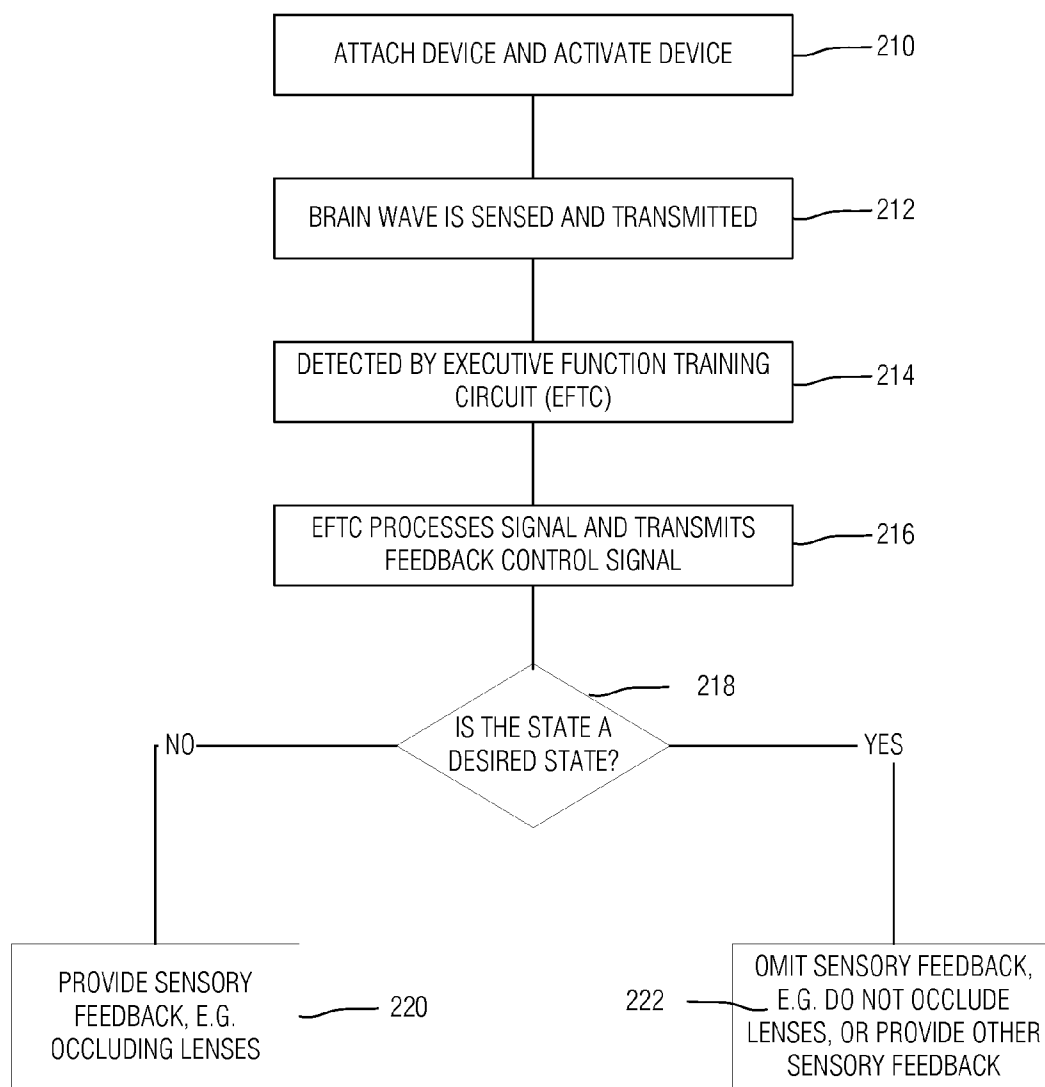 ATTACH DEVICE AND ACTIVATE DEVICE
210
BRAIN WAVE IS SENSED AND TRANSMITTED
212
DETECTED BY EXECUTIVE FUNCTION TRAINING
CIRCUIT (EFTC)
214
EFTC PROCESSES SIGNAL AND TRANSMITS
FEEDBACK CONTROL SIGNAL
216
218
IS THE STATE A
DESIRED STATE?
NO
YES
PROVIDE SENSORY
FEEDBACK, E.G.
OCCLUDING LENSES
220
222
OMIT SENSORY FEEDBACK,
E.G. DO NOT OCCLUDE
LENSES, OR PROVIDE OTHER
SENSORY FEEDBACK